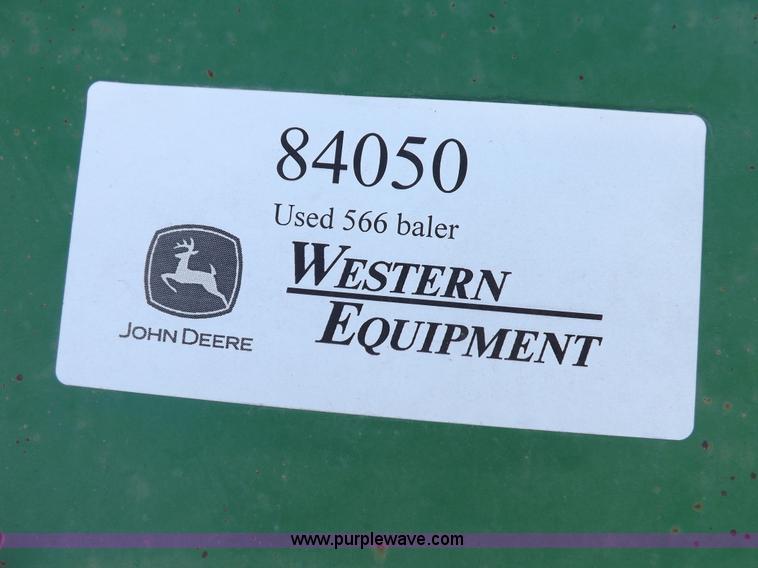 84050
Used 566 baler
WESTERN
EQUIPMENT
JOHN DEERE
www.purplewave.com